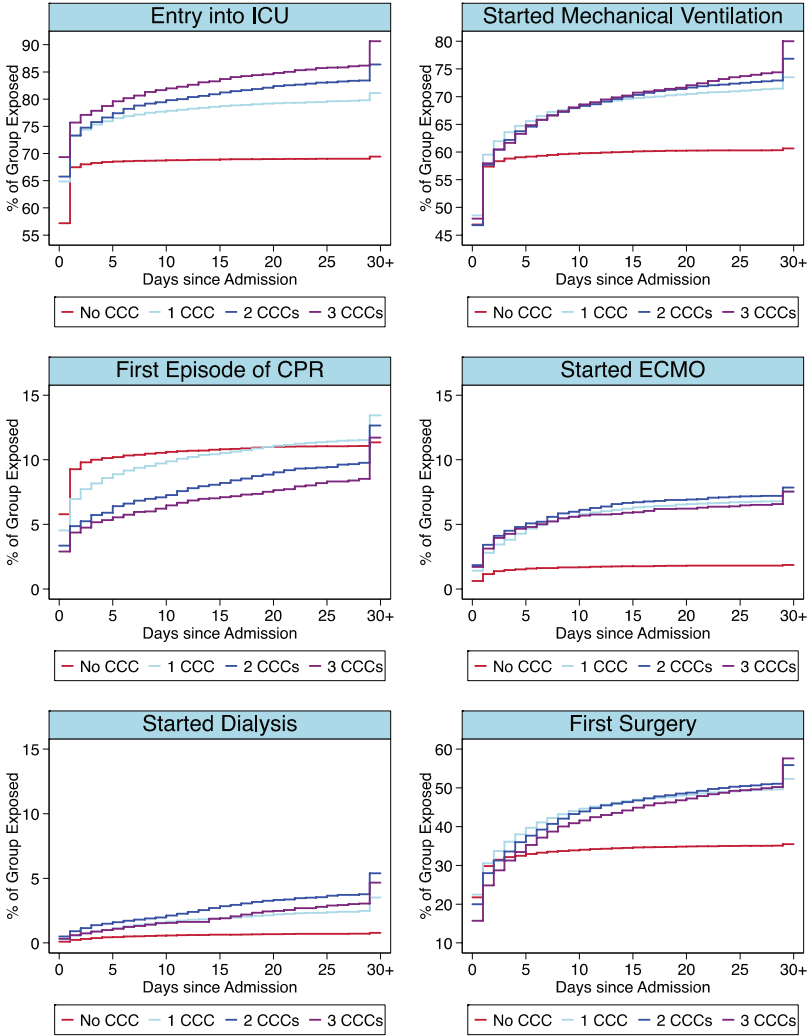 Entry into ICU
% of Group Exposed
90
85
80
75
70
65
60
55
0 5 10 15 20 25 30+
Days since Admission
No CCC 1 CCC 2 CCCs 3 CCCs
Started Mechanical Ventilation
% of Group Exposed
80
75
70
65
60
55
50
45
0 5 10 15 20 25 30+
Days since Admission
No CCC 1 CCC 2 CCCs 3 CCCs
First Episode of CPR
% of Group Exposed
15
10
5
0
0 5 10 15 20 25 30+
Days since Admission
No CCC 1 CCC 2 CCCs 3 CCCs
Started ECMO
% of Group Exposed
15
10
5
0
0 5 10 15 20 25 30+
Days since Admission
No CCC 1 CCC 2 CCCs 3 CCCs
Started Dialysis
% of Group Exposed
15
10
5
0
0 5 10 15 20 25 30+
Days since Admission
No CCC 1 CCC 2 CCCs 3 CCCs
First Surgery
% of Group Exposed
60
50
40
30
20
10
0 5 10 15 20 25 30+
Days since Admission
No CCC 1 CCC 2 CCCs 3 CCCs